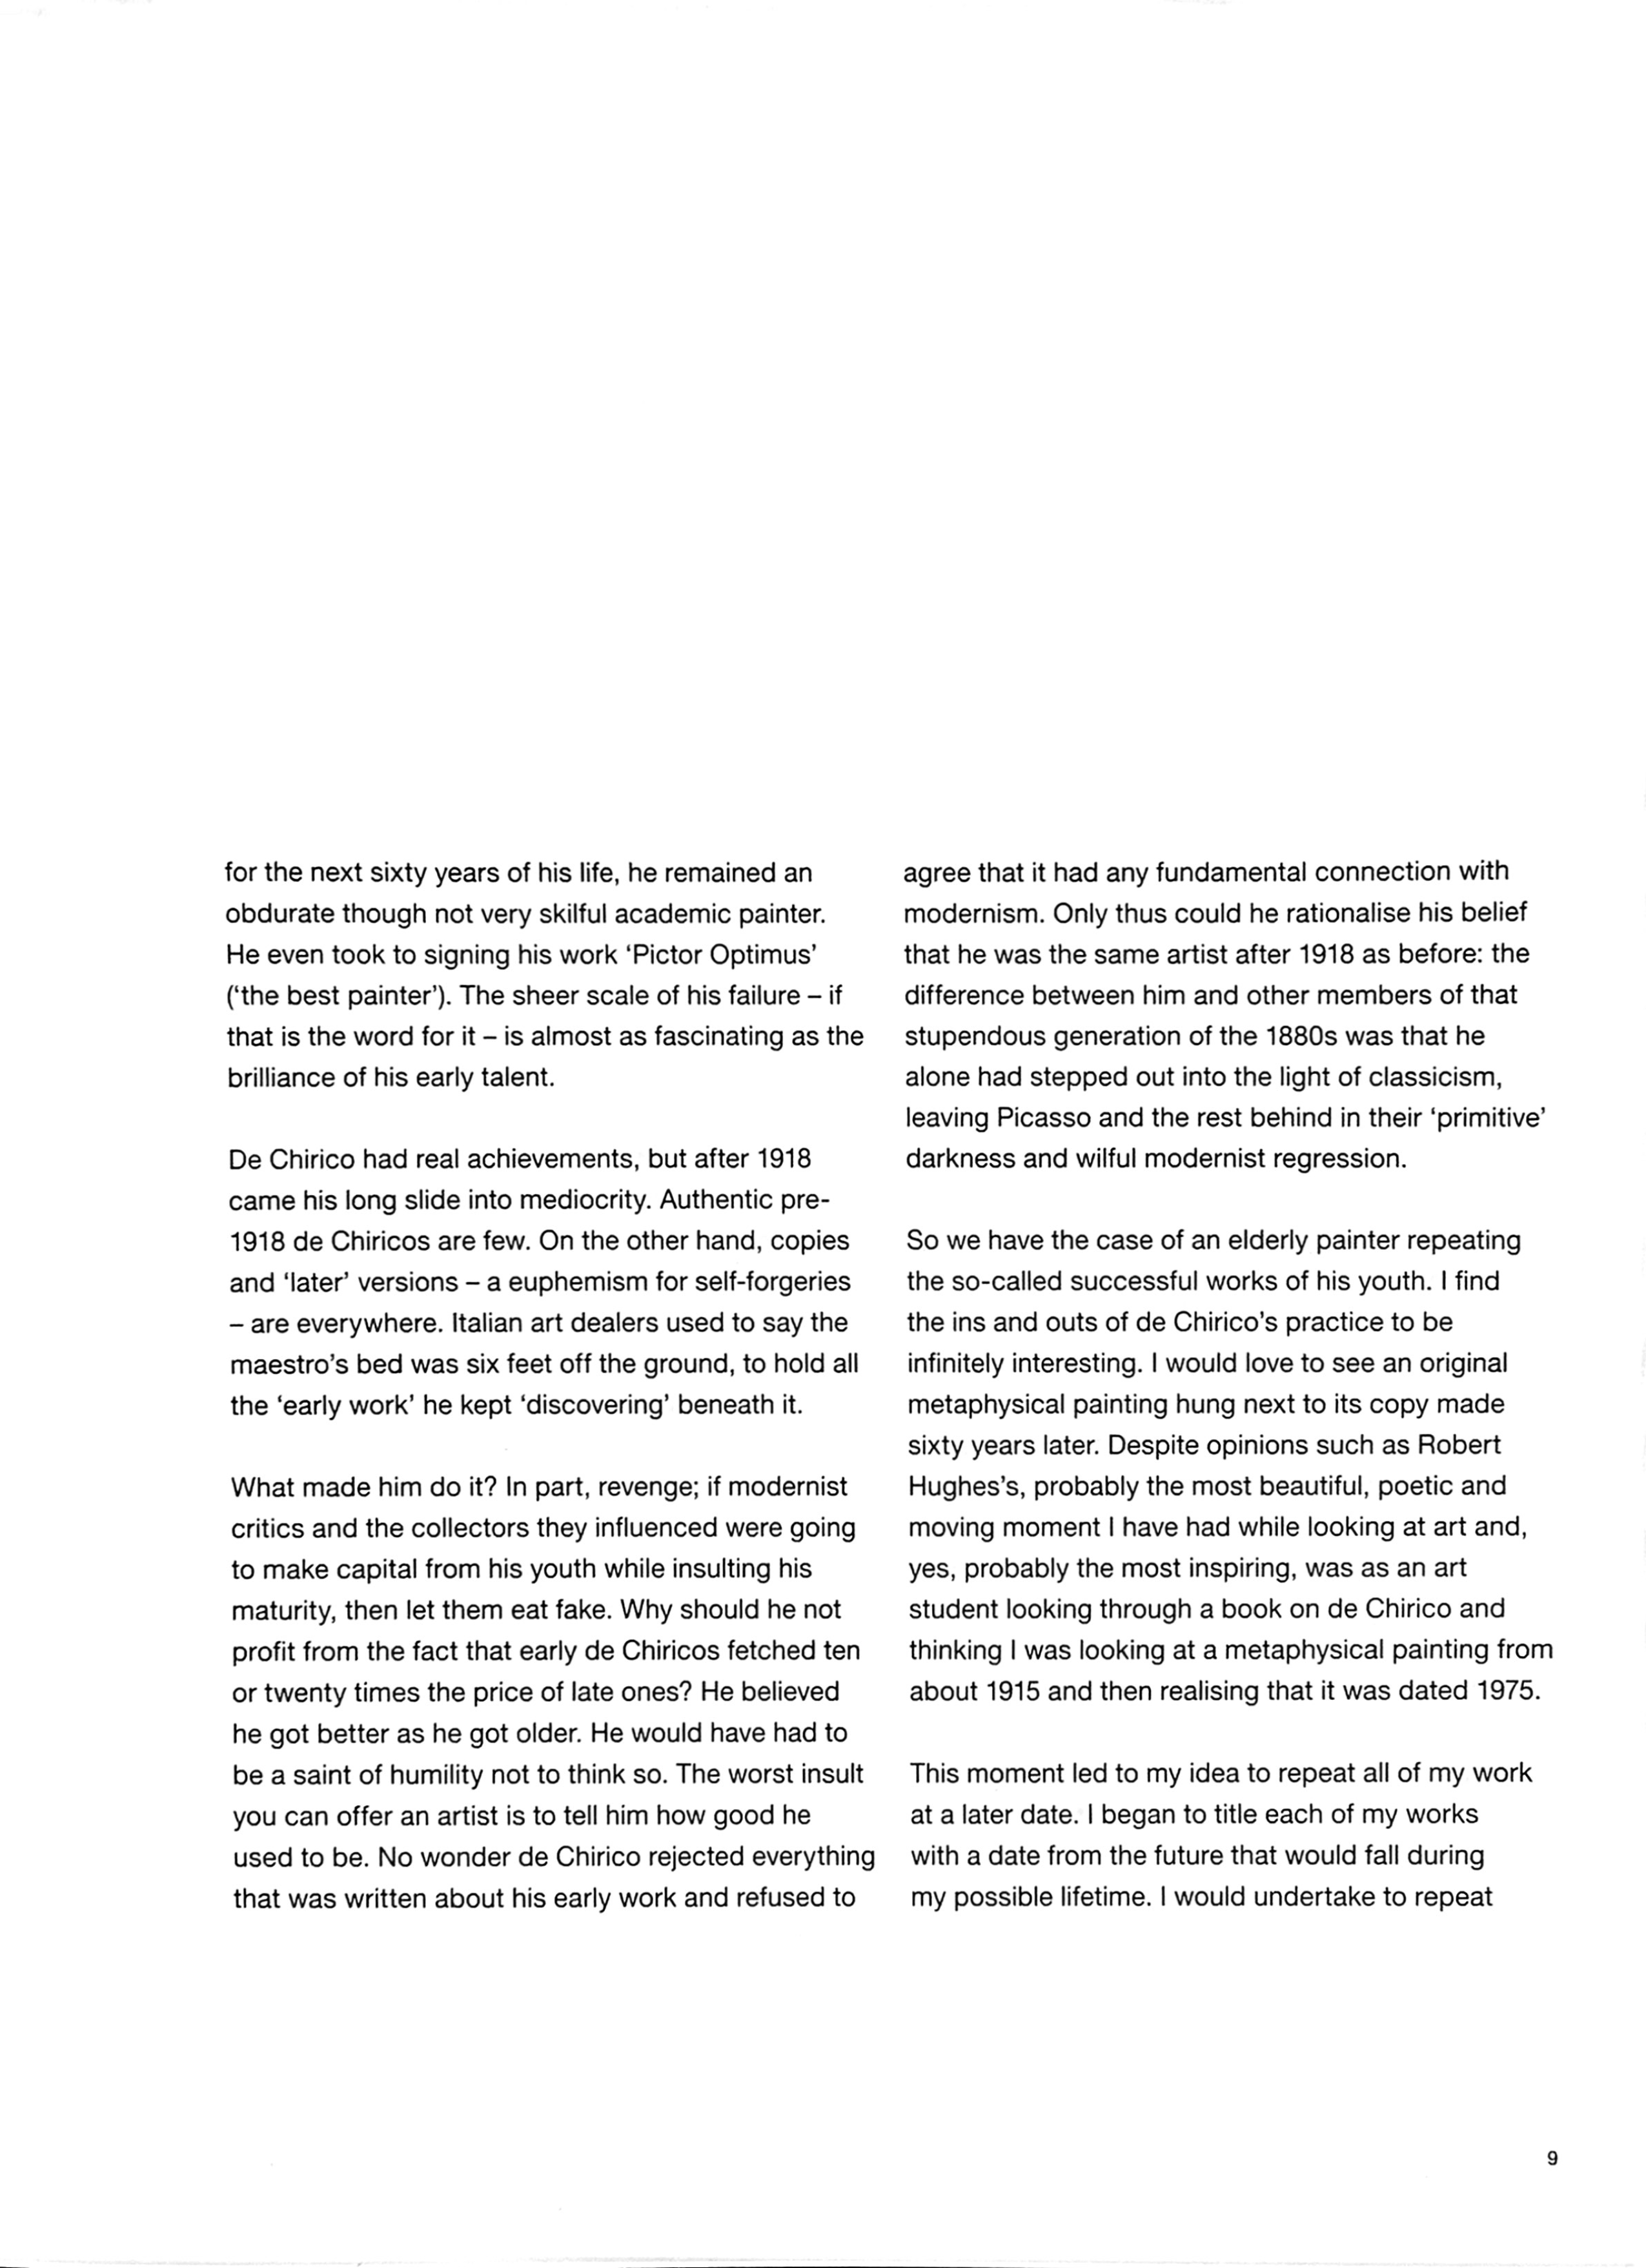 for the next sixty years of his life, he remained an
obdurate though not very skilful academic painter.
He even took to signing his work ‘Pictor Optimus’
(‘the best painter’). The sheer scale of his failure – if
that is the word for it – is almost as fascinating as the
brilliance of his early talent.
De Chirico had real achievements, but after 1918
came his long slide into mediocrity. Authentic pre-
1918 de Chiricos are few. On the other hand, copies
and ‘later’ versions – a euphemism for self-forgeries
– are everywhere. Italian art dealers used to say the
maestro’s bed was six feet off the ground, to hold all
the ‘early work’ he kept ‘discovering’ beneath it.
What made him do it? In part, revenge; if modernist
critics and the collectors they influenced were going
to make capital from his youth while insulting his
maturity, then let them eat fake. Why should he not
profit from the fact that early de Chiricos fetched ten
or twenty times the price of late ones? He believed
he got better as he got older. He would have had to
be a saint of humility not to think so. The worst insult
you can offer an artist is to tell him how good he
used to be. No wonder de Chirico rejected everything
that was written about his early work and refused to
agree that it had any fundamental connection with
modernism. Only thus could he rationalise his belief
that he was the same artist after 1918 as before: the
difference between him and other members of that
stupendous generation of the 1880s was that he
alone had stepped out into the light of classicism,
leaving Picasso and the rest behind in their ‘primitive’
darkness and wilful modernist regression.
So we have the case of an elderly painter repeating
the so-called successful works of his youth. I find
the ins and outs of de Chirico’s practice to be
infinitely interesting. I would love to see an original
metaphysical painting hung next to its copy made
sixty years later. Despite opinions such as Robert
Hughes’s, probably the most beautiful, poetic and
moving moment I have had while looking at art and,
yes, probably the most inspiring, was as an art
student looking through a book on de Chirico and
thinking I was looking at a metaphysical painting from
about 1915 and then realising that it was dated 1975.
This moment led to my idea to repeat all of my work
at a later date. I began to title each of my works
with a date from the future that would fall during
my possible lifetime. I would undertake to repeat
9